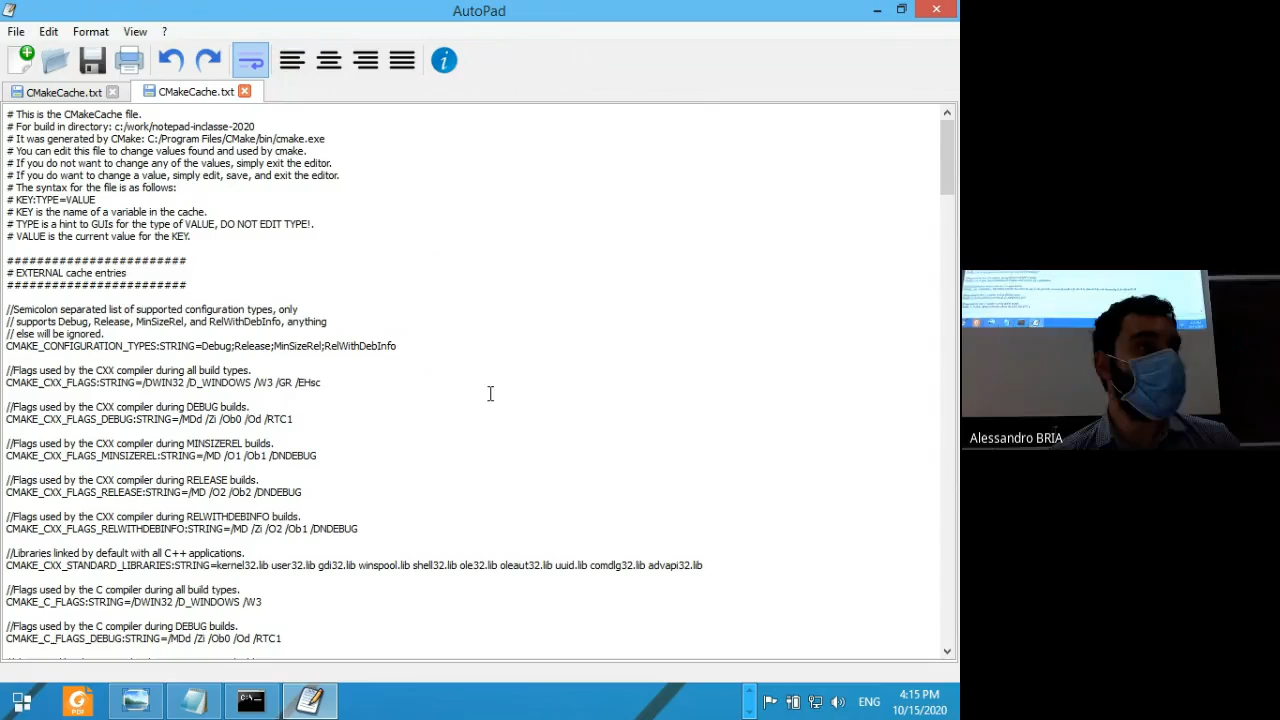 AutoPad
File Edit Format View ?
CMakeCache.txt CMakeCache.txt
# This is the CMakeCache file.
# For build in directory: c:/work/notepad-inclasse-2020
# It was generated by CMake: C:/Program Files/CMake/bin/cmake.exe
# You can edit this file to change values found and used by cmake.
# If you do not want to change any of the values, simply exit the editor.
# If you do want to change a value, simply edit, save, and exit the editor.
# The syntax for the file is as follows:
# KEY:TYPE=VALUE
# KEY is the name of a variable in the cache.
# TYPE is a hint to GUIs for the type of VALUE, DO NOT EDIT TYPE!.
# VALUE is the current value for the KEY.
########################
# EXTERNAL cache entries
########################
//Semicolon separated list of supported configuration types, only
// supports Debug, Release, MinSizeRel, and RelWithDebInfo, anything
// else will be ignored.
CMAKE_CONFIGURATION_TYPES:STRING=Debug;Release;MinSizeRel;RelWithDebInfo
//Flags used by the CXX compiler during all build types.
CMAKE_CXX_FLAGS:STRING=/DWIN32 /D_WINDOWS /W3 /GR /EHsc
//Flags used by the CXX compiler during DEBUG builds.
CMAKE_CXX_FLAGS_DEBUG:STRING=/MDd /Zi /Ob0 /Od /RTC1
//Flags used by the CXX compiler during MINSIZEREL builds.
CMAKE_CXX_FLAGS_MINSIZEREL:STRING=/MD /O1 /Ob1 /DNDEBUG
//Flags used by the CXX compiler during RELEASE builds.
CMAKE_CXX_FLAGS_RELEASE:STRING=/MD /O2 /Ob2 /DNDEBUG
//Flags used by the CXX compiler during RELWITHDEBINFO builds.
CMAKE_CXX_FLAGS_RELWITHDEBINFO:STRING=/MD /Zi /O2 /Ob1 /DNDEBUG
//Libraries linked by default with all C++ applications.
CMAKE_CXX_STANDARD_LIBRARIES:STRING=kernel32.lib user32.lib gdi32.lib winspool.lib shell32.lib ole32.lib oleaut32.lib uuid.lib comdlg32.lib advapi32.lib
//Flags used by the C compiler during all build types.
CMAKE_C_FLAGS:STRING=/DWIN32 /D_WINDOWS /W3
//Flags used by the C compiler during DEBUG builds.
CMAKE_C_FLAGS_DEBUG:STRING=/MDd /Zi /Ob0 /Od /RTC1
PDF
C:\_
ENG
4:15 PM
10/15/2020
Alessandro BRIA